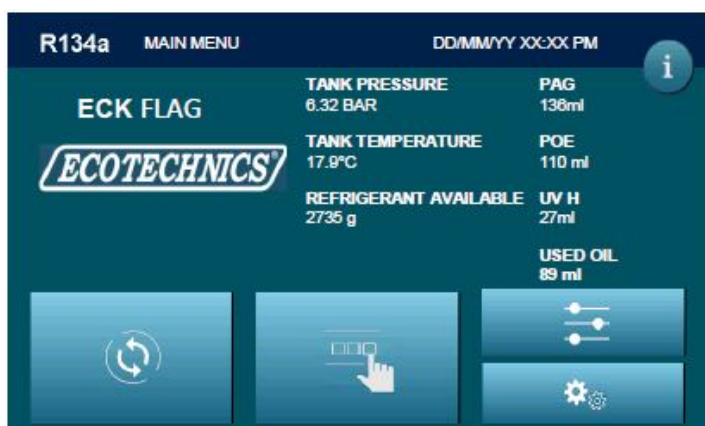 R134a MAIN MENU DD/MM/YY XX:XX PM
i
ECK FLAG
ECOTECHNICS
TANK PRESSURE
6.32 BAR
TANK TEMPERATURE
17.9°C
REFRIGERANT AVAILABLE
2735 g
PAG
136ml
POE
110 ml
UV H
27ml
USED OIL
89 ml